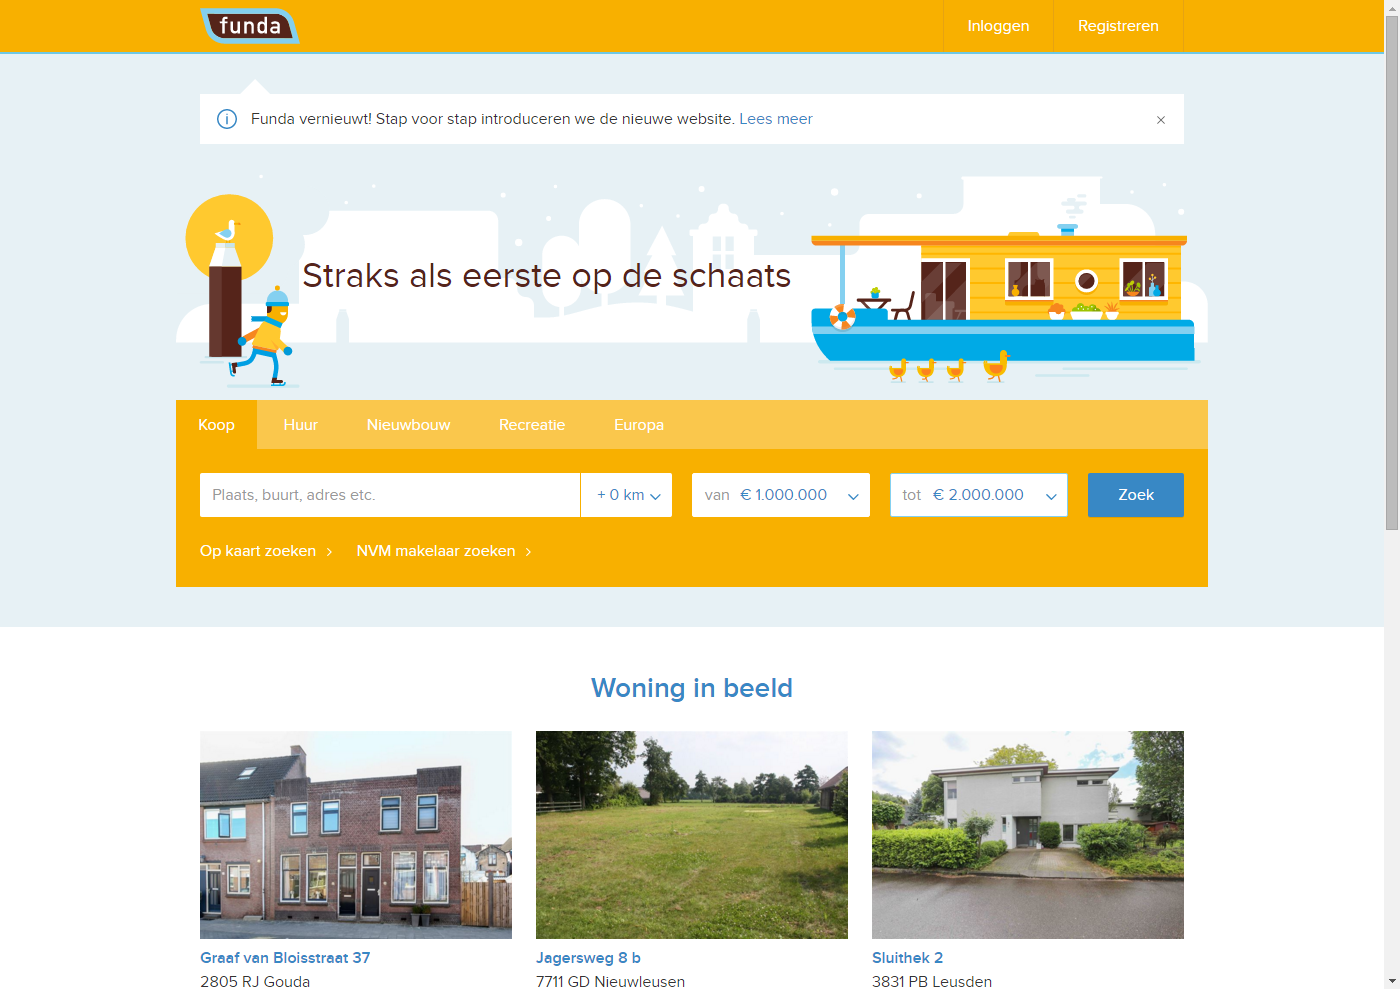 funda
Inloggen
Registreren
Funda vernieuwt! Stap voor stap introduceren we de nieuwe website. Lees meer
Straks als eerste op de schaats
Koop
Huur
Nieuwbouw
Recreatie
Europa
Plaats, buurt, adres etc.
+ 0 km
van € 1.000.000
tot € 2.000.000
Zoek
Op kaart zoeken
NVM makelaar zoeken
Woning in beeld
Graaf van Bloisstraat 37
2805 RJ Gouda
Jagersweg 8 b
7711 GD Nieuwleusen
Sluithek 2
3831 PB Leusden